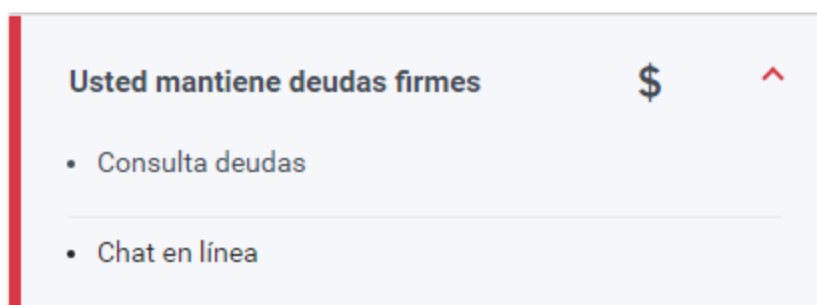 Usted mantiene deudas firmes $
• Consulta deudas
• Chat en línea